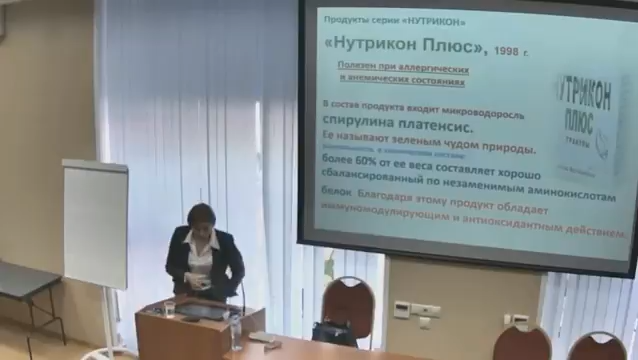 Продукты серии «НУТРИКОН»
«Нутрикон Плюс», 1998 г.
Полезен при аллергических
и анемических состояниях
В состав продукта входит микроводоросль
спирулина платенсис.
Ее называют зеленым чудом природы.
более 60% от ее веса составляет хорошо
сбалансированный по незаменимым аминокислотам
белок. Благодаря этому продукт обладает
иммуномодулирующим и антиоксидантным действием.
УТРИКОН
ПЛЮС
ГРАНУЛЫ